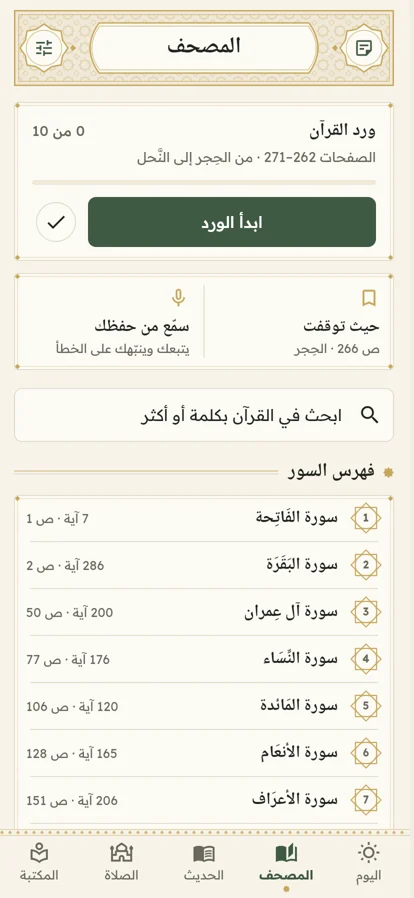 المصحف
ورد القرآن
0 من 10
الصفحات 262–271 · من الحِجر إلى النَّحل
ابدأ الورد
حيث توقفت
ص 266 · الحِجر
سمّع من حفظك
يتبعك وينبّهك على الخطأ
ابحث في القرآن بكلمة أو أكثر
فهرس السور
1 سورة الفَاتِحة 7 آية · ص 1
2 سورة البَقَرَة 286 آية · ص 2
3 سورة آل عِمران 200 آية · ص 50
4 سورة النِّسَاء 176 آية · ص 77
5 سورة المَائدة 120 آية · ص 106
6 سورة الأنعَام 165 آية · ص 128
7 سورة الأعرَاف 206 آية · ص 151
اليوم
المصحف
الحديث
الصلاة
المكتبة